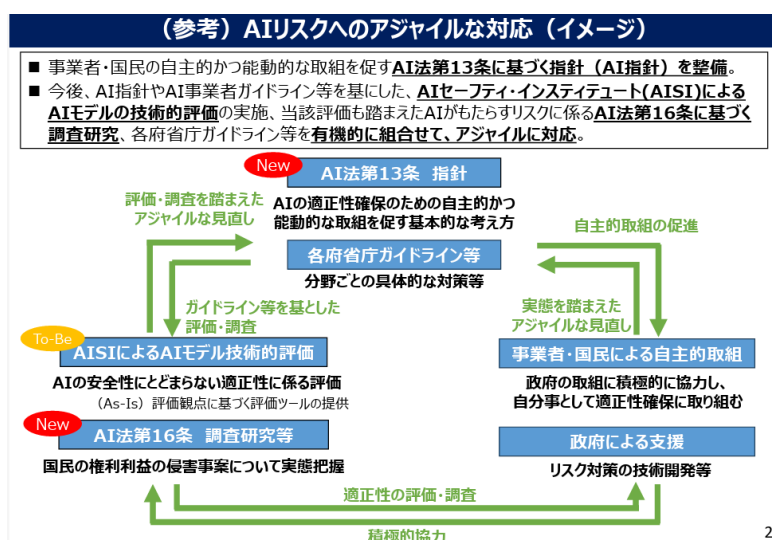 （参考）AIリスクへのアジャイルな対応（イメージ）
■ 事業者・国民の自主的かつ能動的な取組を促すAI法第13条に基づく指針（AI指針）を整備。
■ 今後、AI指針やAI事業者ガイドライン等を基にした、AIセーフティ・インスティテュート(AISI)による
AIモデルの技術的評価の実施、当該評価も踏まえたAIがもたらすリスクに係るAI法第16条に基づく
調査研究、各府省庁ガイドライン等を有機的に組合せて、アジャイルに対応。
New
AI法第13条 指針
AIの適正性確保のための自主的かつ
能動的な取組を促す基本的な考え方
評価・調査を踏まえた
アジャイルな見直し
自主的取組の促進
各府省庁ガイドライン等
分野ごとの具体的な対策等
ガイドライン等を基とした
評価・調査
実態を踏まえた
アジャイルな見直し
To-Be
AISIによるAIモデル技術的評価
AIの安全性にとどまらない適正性に係る評価
（As-Is）評価観点に基づく評価ツールの提供
事業者・国民による自主的取組
政府の取組に積極的に協力し、
自分事として適正性確保に取り組む
New
AI法第16条 調査研究等
国民の権利利益の侵害事案について実態把握
政府による支援
リスク対策の技術開発等
適正性の評価・調査
積極的協力
2